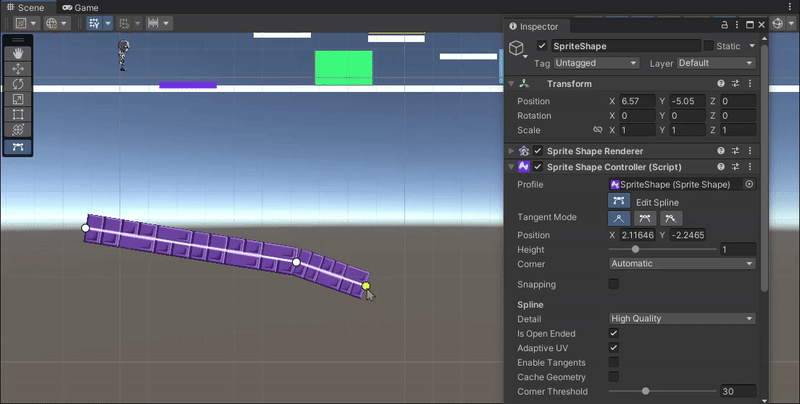 Scene Game
Inspector
SpriteShape Static
Tag Untagged Layer Default
Transform
Position X 6.57 Y -5.05 Z 0
Rotation X 0 Y 0 Z 0
Scale X 1 Y 1 Z 1
Sprite Shape Renderer
Sprite Shape Controller (Script)
Profile SpriteShape (Sprite Shape)
Edit Spline
Tangent Mode
Position X 2.11646 Y -2.2465
Height 1
Corner Automatic
Snapping
Spline
Detail High Quality
Is Open Ended
Adaptive UV
Enable Tangents
Cache Geometry
Corner Threshold 30